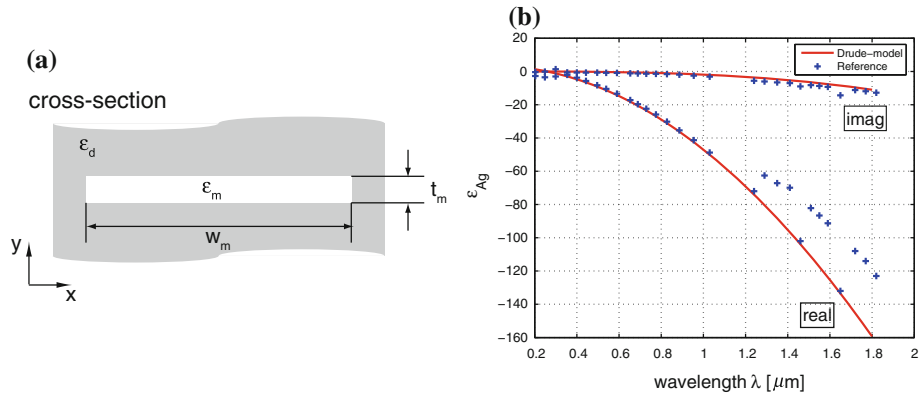 (a)
cross-section
ε_d
ε_m
t_m
w_m
y
x
(b)
20
0
−20
−40
−60
−80
−100
−120
−140
−160
ε_Ag
Drude−model
Reference
imag
real
0.2 0.4 0.6 0.8 1 1.2 1.4 1.6 1.8 2
wavelength λ [μm]